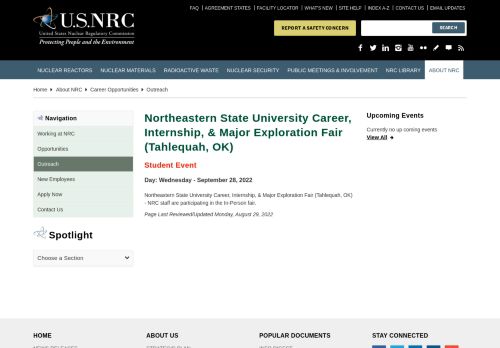 FAQ | AGREEMENT STATES | FACILITY LOCATOR | WHAT'S NEW | SITE HELP | INDEX A-Z | CONTACT US | EMAIL UPDATES
U.S.NRC
United States Nuclear Regulatory Commission
Protecting People and the Environment
REPORT A SAFETY CONCERN
SEARCH
NUCLEAR REACTORS NUCLEAR MATERIALS RADIOACTIVE WASTE NUCLEAR SECURITY PUBLIC MEETINGS & INVOLVEMENT NRC LIBRARY ABOUT NRC
Home ▸ About NRC ▸ Career Opportunities ▸ Outreach
Navigation
Working at NRC
Opportunities
Outreach
New Employees
Apply Now
Contact Us
Spotlight
Choose a Section
Northeastern State University Career,
Internship, & Major Exploration Fair
(Tahlequah, OK)
Student Event
Day: Wednesday - September 28, 2022
Northeastern State University Career, Internship, & Major Exploration Fair (Tahlequah, OK)
- NRC staff are participating in the In-Person fair.
Page Last Reviewed/Updated Monday, August 29, 2022
Upcoming Events
Currently no up coming events
View All
HOME ABOUT US POPULAR DOCUMENTS STAY CONNECTED